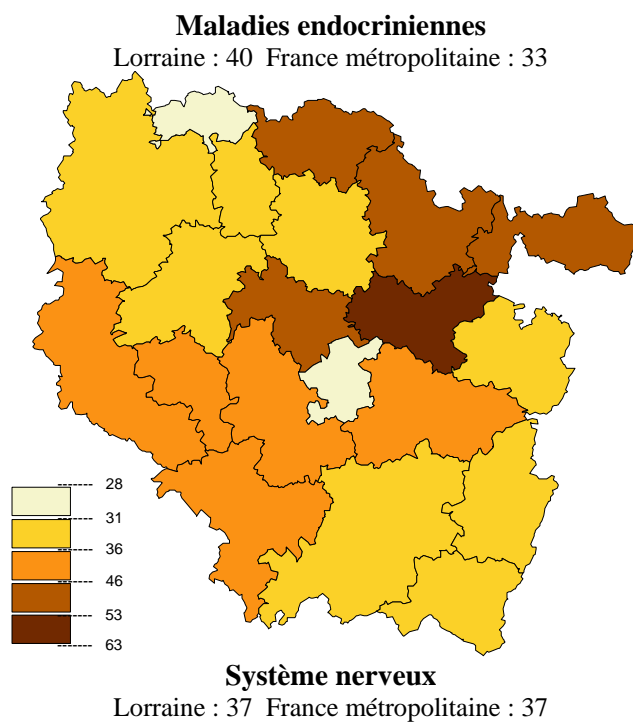 Maladies endocriniennes
Lorraine : 40 France métropolitaine : 33
28
31
36
46
53
63
Système nerveux
Lorraine : 37 France métropolitaine : 37